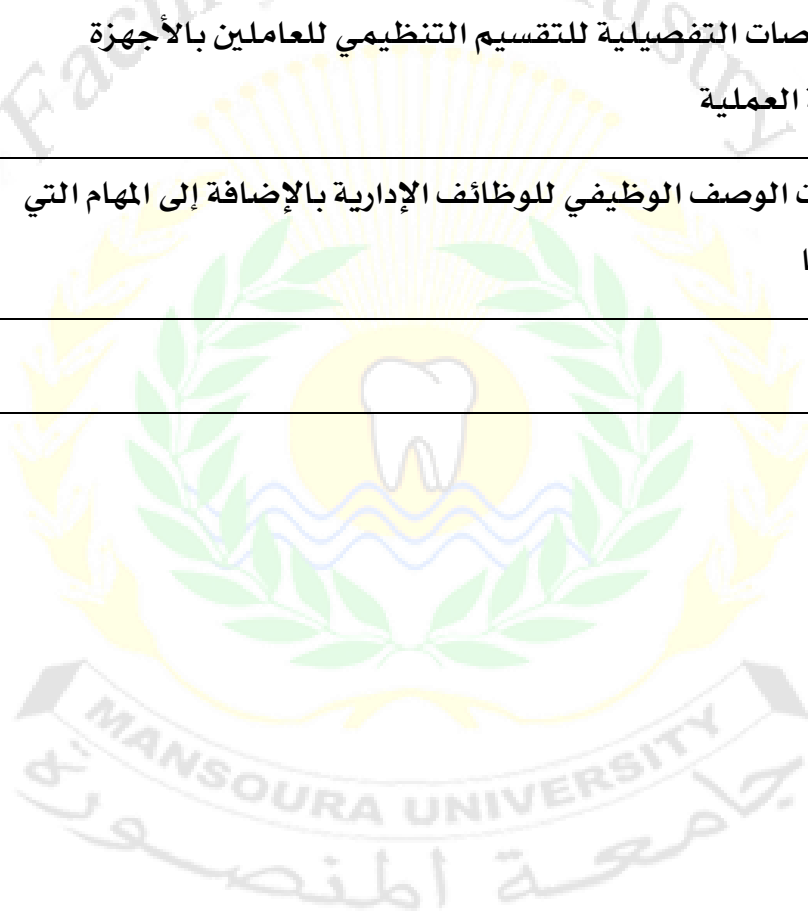 صات التفصيلية للتقسيم التنظيمي للعاملين بالأجهزة
العملية
الوصف الوظيفي للوظائف الإدارية بالإضافة إلى المهام التي
MANSOURA UNIVERSITY
جامعة المنصورة